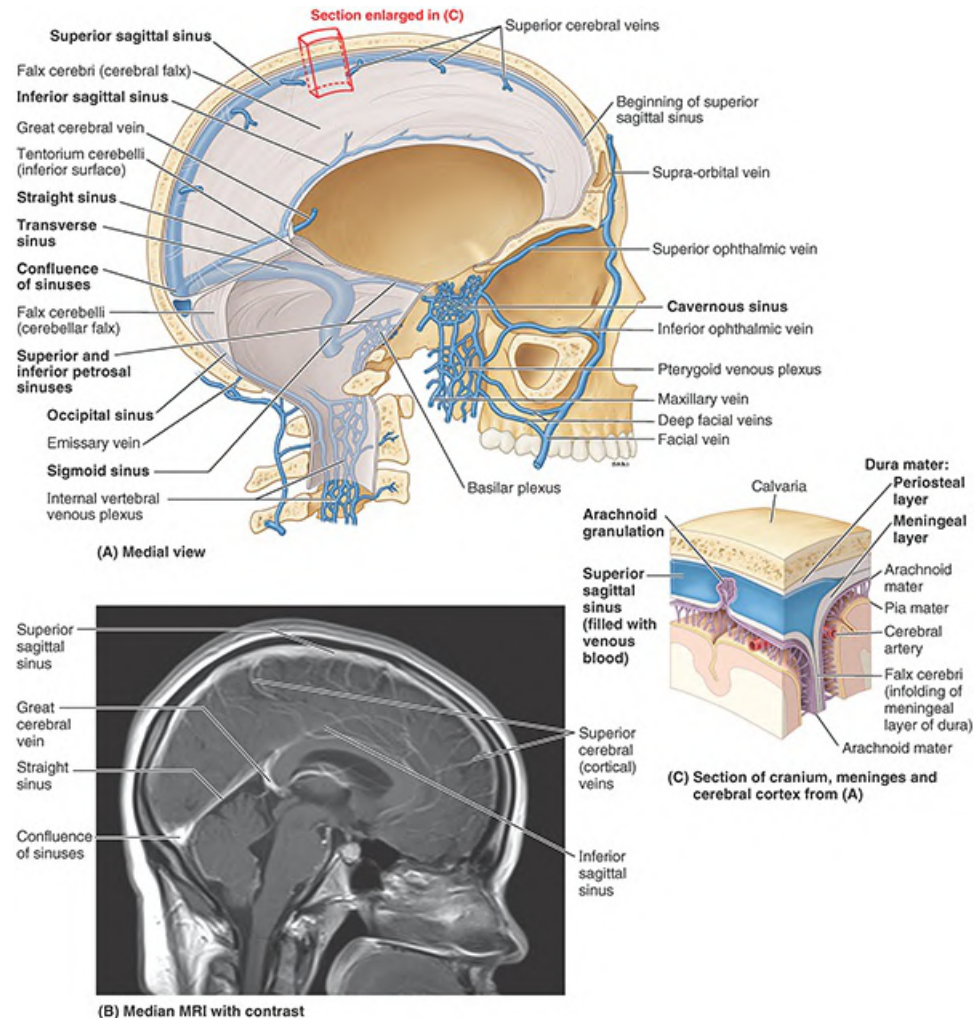 Section enlarged in (C)
Superior cerebral veins
Superior sagittal sinus
Falx cerebri (cerebral falx)
Inferior sagittal sinus
Great cerebral vein
Tentorium cerebelli
(inferior surface)
Straight sinus
Transverse
sinus
Confluence
of sinuses
Falx cerebelli
(cerebellar falx)
Superior and
inferior petrosal
sinuses
Occipital sinus
Emissary vein
Sigmoid sinus
Internal vertebral
venous plexus
Beginning of superior
sagittal sinus
Supra-orbital vein
Superior ophthalmic vein
Cavernous sinus
Inferior ophthalmic vein
Pterygoid venous plexus
Maxillary vein
Deep facial veins
Facial vein
Basilar plexus
(A) Medial view
Calvaria
Dura mater:
Periosteal
layer
Meningeal
layer
Arachnoid
granulation
Superior
sagittal
sinus
(filled with
venous
blood)
Arachnoid
mater
Pia mater
Cerebral
artery
Falx cerebri
(infolding of
meningeal
layer of dura)
Arachnoid mater
(C) Section of cranium, meninges and
cerebral cortex from (A)
Superior
sagittal
sinus
Great
cerebral
vein
Straight
sinus
Confluence
of sinuses
Superior
cerebral
(cortical)
veins
Inferior
sagittal
sinus
(B) Median MRI with contrast